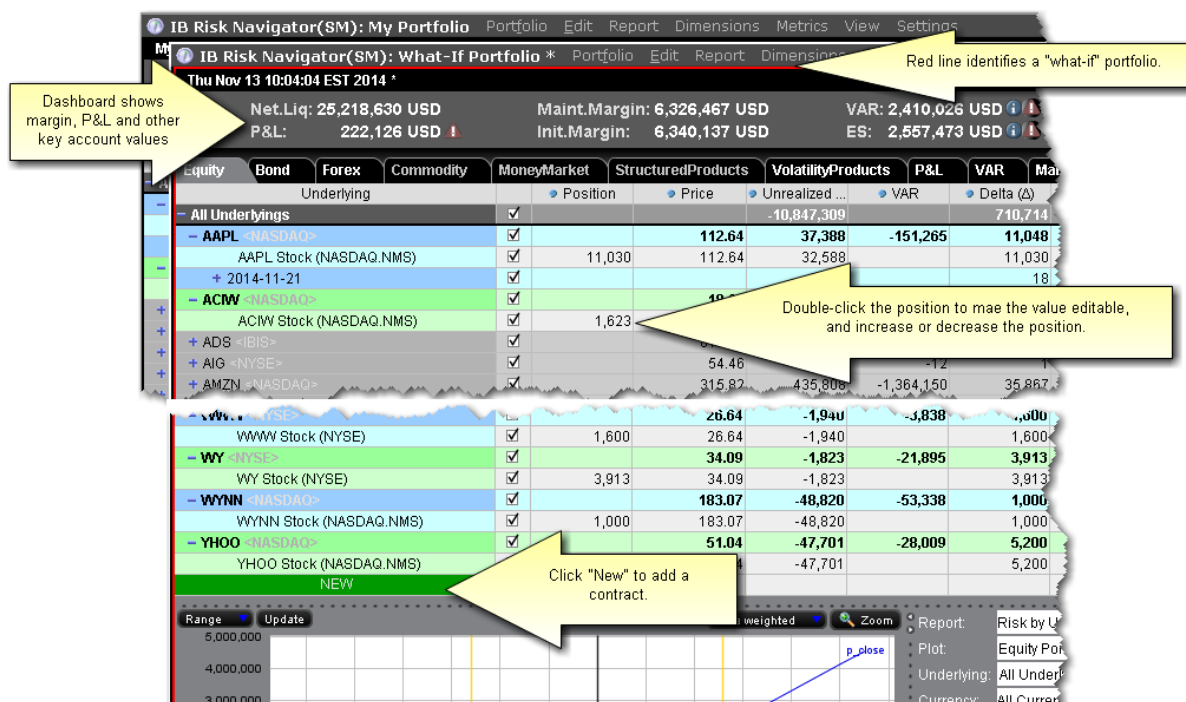 IB Risk Navigator(SM): My Portfolio Portfolio Edit Report Dimensions Metrics View Settings
IB Risk Navigator(SM): What-If Portfolio * Portfolio Edit Report Dimensions
Red line identifies a "what-if" portfolio.
Thu Nov 13 10:04:04 EST 2014 *
Dashboard shows
margin, P&L and other
key account values
Net.Liq: 25,218,630 USD Maint.Margin: 6,326,467 USD VAR: 2,410,026 USD
P&L: 222,126 USD Init.Margin: 6,340,137 USD ES: 2,557,473 USD
Equity Bond Forex Commodity MoneyMarket StructuredProducts VolatilityProducts P&L VAR
Underlying Position Price Unrealized ... VAR Delta (Δ)
All Underlyings -10,847,309 710,714
AAPL <NASDAQ> 112.64 37,388 -151,265 11,048
AAPL Stock (NASDAQ.NMS) 11,030 112.64 32,588 11,030
+ 2014-11-21 18
ACIW <NASDAQ>
ACIW Stock (NASDAQ.NMS) 1,623
Double-click the position to mae the value editable,
and increase or decrease the position.
+ ADS <IBIS>
+ AIG <NYSE> 54.46 -12 1
+ AMZN <NASDAQ> 315.82 435,808 -1,364,150 35,867
26.64 -1,940 -3,838 1,600
WWW Stock (NYSE) 1,600 26.64 -1,940 1,600
WY <NYSE> 34.09 -1,823 -21,895 3,913
WY Stock (NYSE) 3,913 34.09 -1,823 3,913
WYNN <NASDAQ> 183.07 -48,820 -53,338 1,000
WYNN Stock (NASDAQ.NMS) 1,000 183.07 -48,820 1,000
YHOO <NASDAQ> 51.04 -47,701 -28,009 5,200
YHOO Stock (NASDAQ.NMS) -47,701 5,200
NEW
Click "New" to add a
contract.
Range Update weighted Zoom Report: Risk by
5,000,000 p_close Plot: Equity
4,000,000 Underlying: All
3,000,000 Currency: All